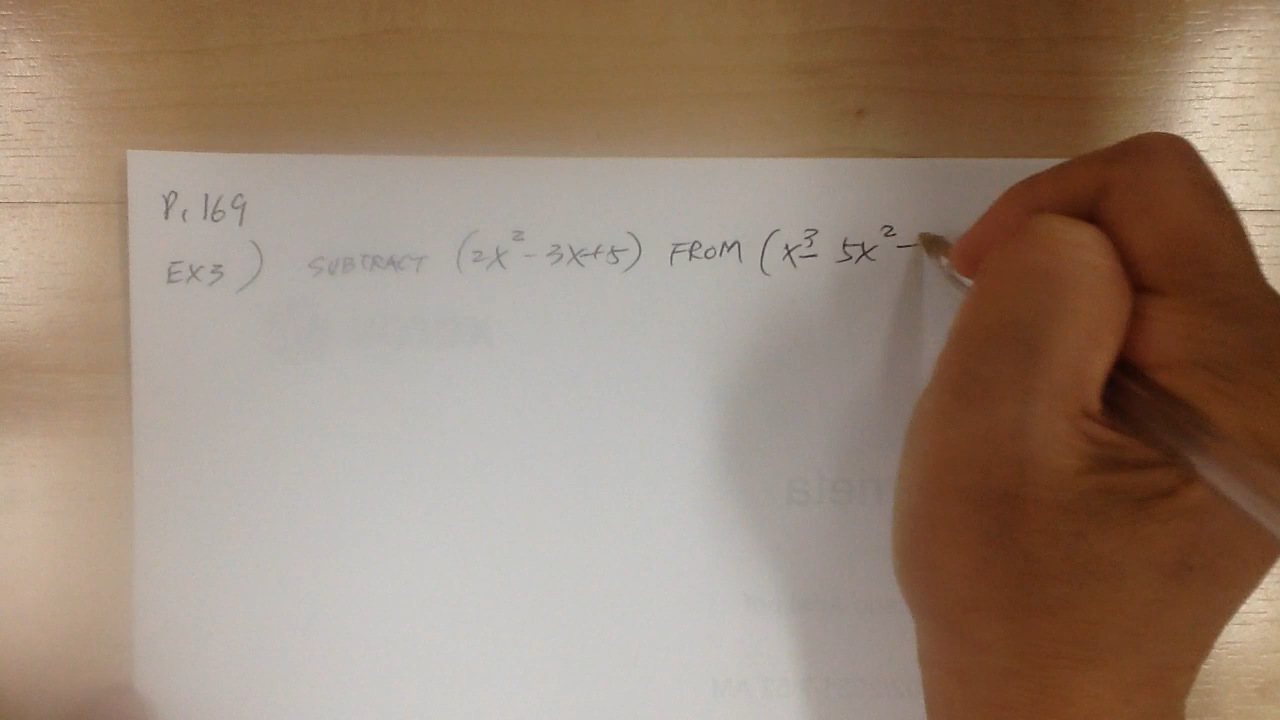 P. 169
EX3) SUBTRACT (2x² - 3x+5) FROM (x³- 5x² -